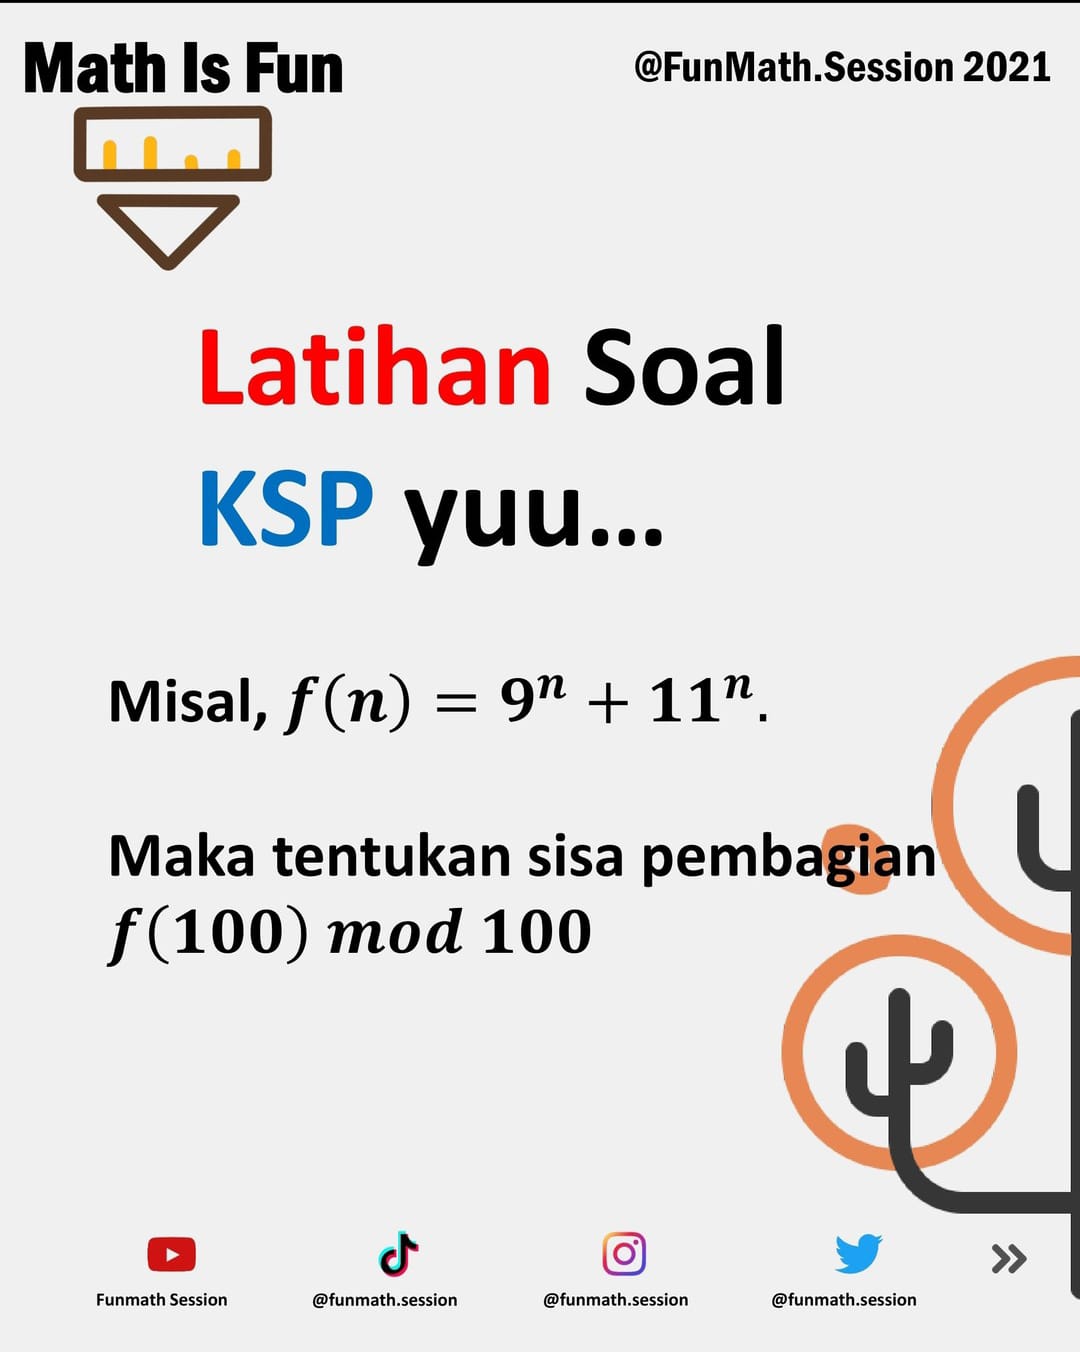 Math Is Fun
@FunMath.Session 2021
Latihan Soal
KSP yuu...
Misal, f(n) = 9ⁿ + 11ⁿ.
Maka tentukan sisa pembagian
f(100) mod 100
Funmath Session
@funmath.session
@funmath.session
@funmath.session